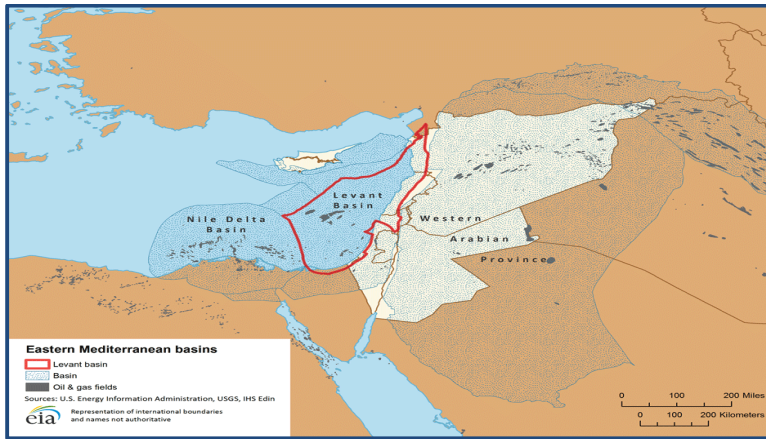 Levant
Basin
Nile Delta
Basin
Western
Arabian
Province
Eastern Mediterranean basins
Levant basin
Basin
Oil & gas fields
Sources: U.S. Energy Information Administration, USGS, IHS Edin
eia
Representation of international boundaries
and names not authoritative
0 100 200 Miles
0 100 200 Kilometers